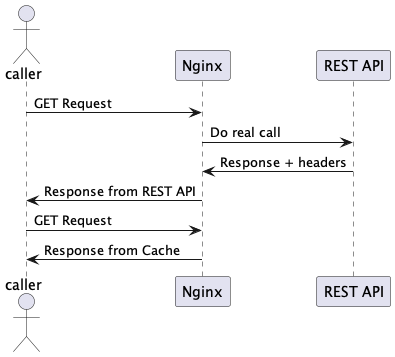 caller
Nginx
REST API
GET Request
Do real call
Response + headers
Response from REST API
GET Request
Response from Cache
caller
Nginx
REST API